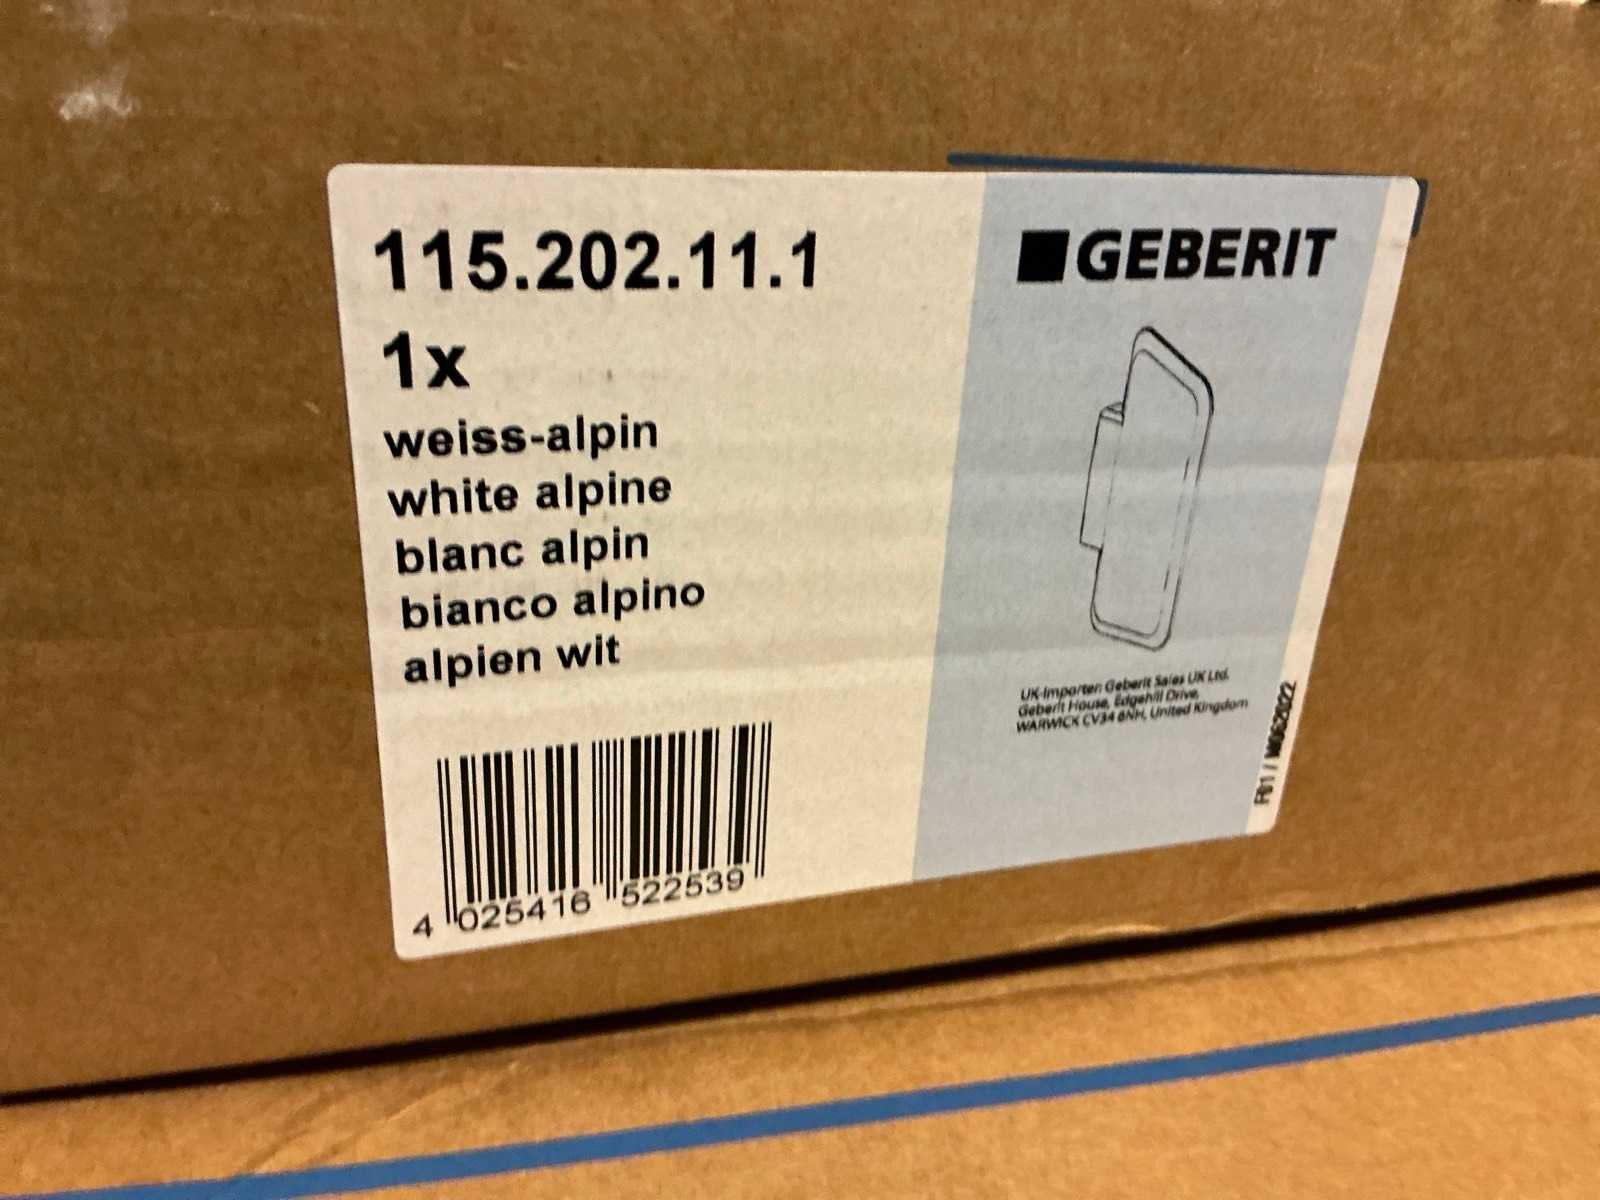 115.202.11.1
1x
weiss-alpin
white alpine
blanc alpin
bianco alpino
alpien wit
4 025416 522539
GEBERIT
UK-Importer: Geberit Sales UK Ltd.
Geberit House, Edgehill Drive,
WARWICK CV34 6NH, United Kingdom
M062022